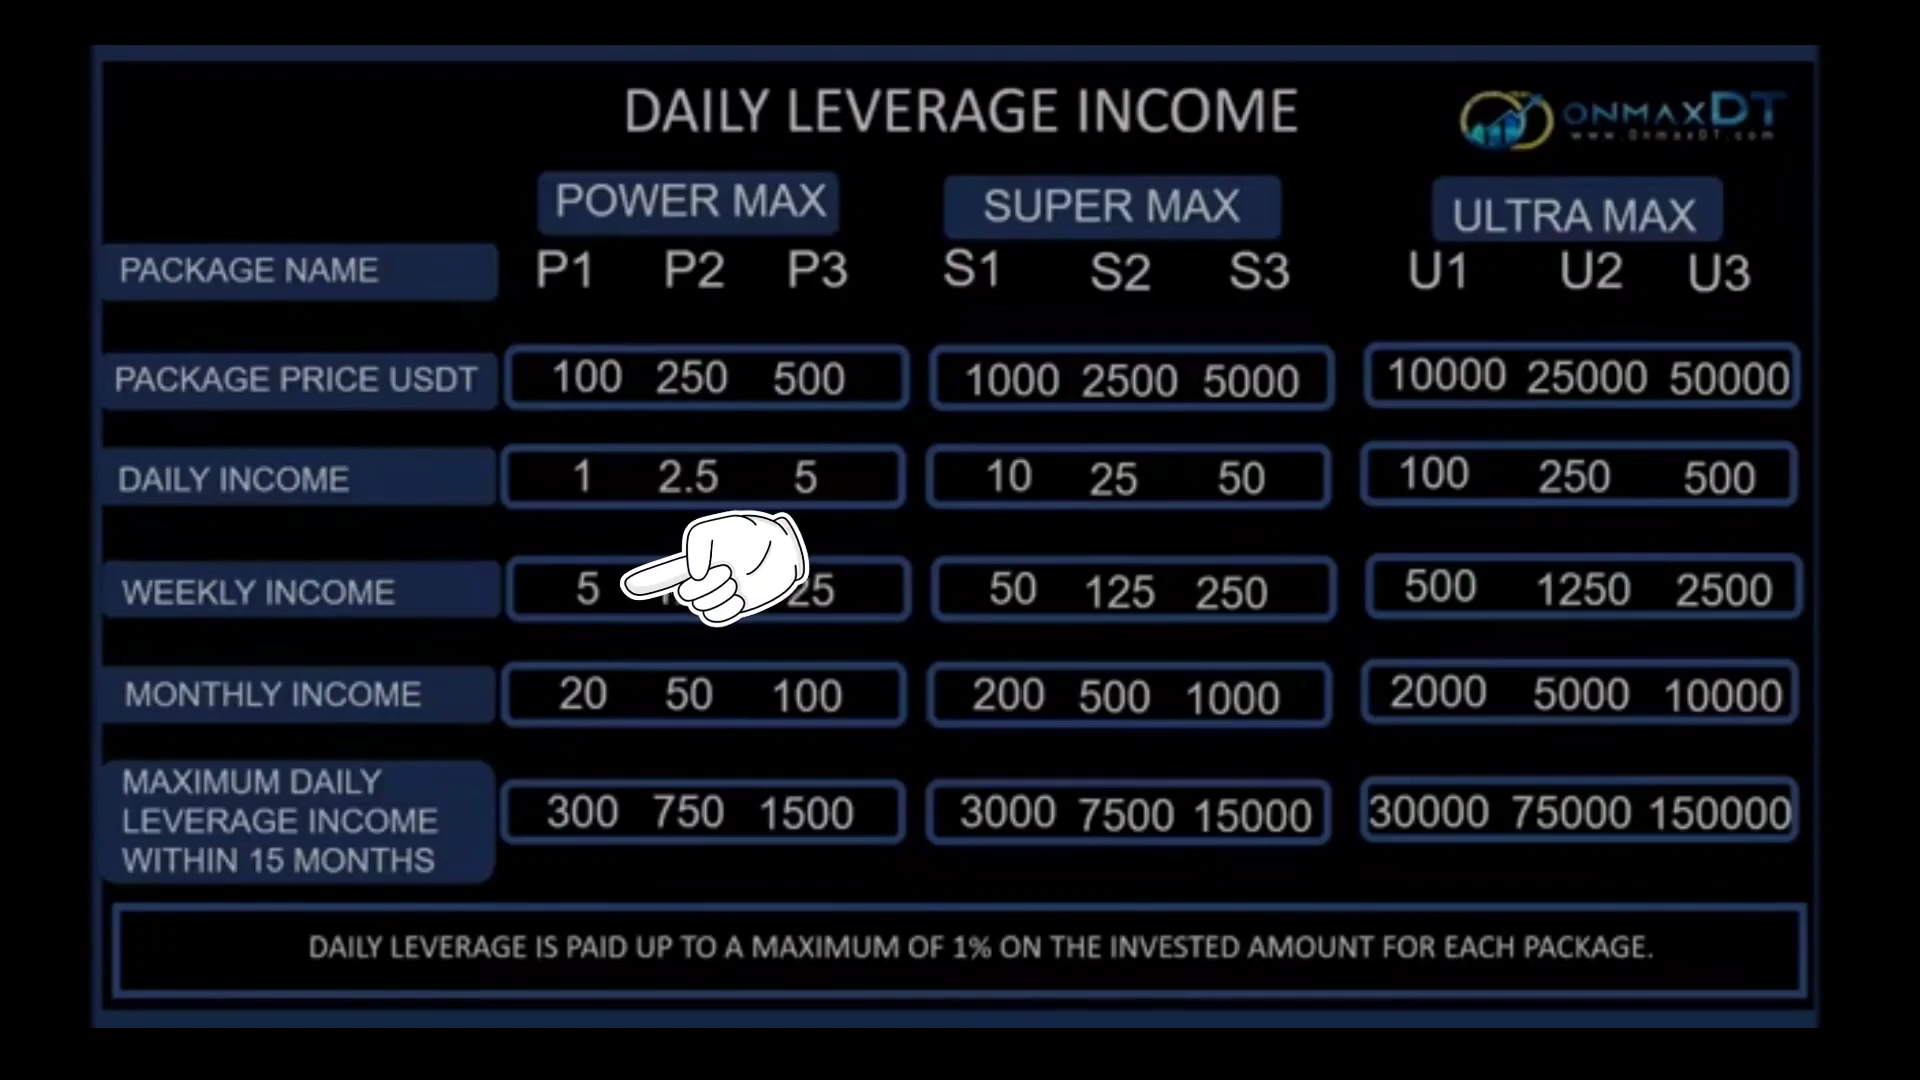 DAILY LEVERAGE INCOME
ONMAXDT
www.OnmaxDT.com
POWER MAX SUPER MAX ULTRA MAX
PACKAGE NAME P1 P2 P3 S1 S2 S3 U1 U2 U3
PACKAGE PRICE USDT 100 250 500 1000 2500 5000 10000 25000 50000
DAILY INCOME 1 2.5 5 10 25 50 100 250 500
WEEKLY INCOME 5 25 50 125 250 500 1250 2500
MONTHLY INCOME 20 50 100 200 500 1000 2000 5000 10000
MAXIMUM DAILY
LEVERAGE INCOME
WITHIN 15 MONTHS
300 750 1500 3000 7500 15000 30000 75000 150000
DAILY LEVERAGE IS PAID UP TO A MAXIMUM OF 1% ON THE INVESTED AMOUNT FOR EACH PACKAGE.